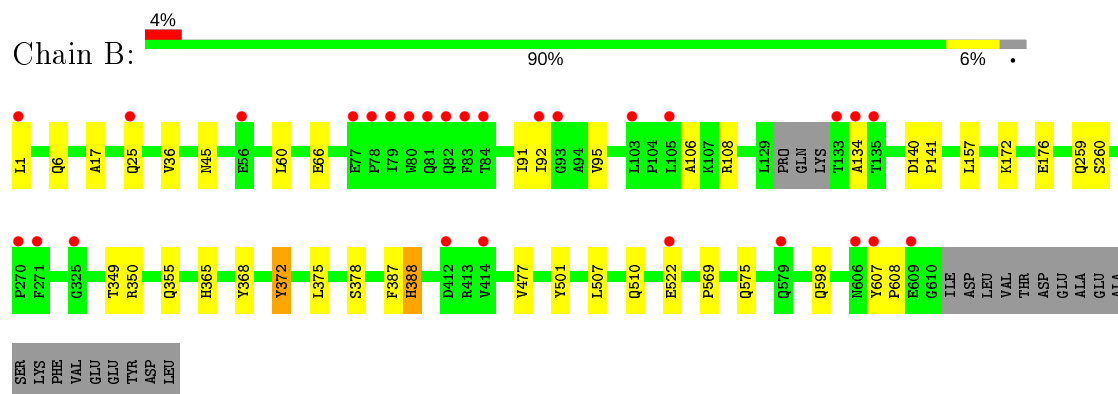 4%
Chain B:
90% 6% •
L1 Q6 A17 Q25 V36 N45 E56 L60 E66 E77 P78 I79 W80 Q81 Q82 F83 T84 I91 I92 G93 A94 V95 L103 P104 L105 A106 K107 R108 L129 PRO GLN LYS T133 A134 T135 D140 P141 L157 K172 E176 Q259 S260
P270 F271 G325 T349 R350 Q355 H365 Y368 Y372 L375 S378 F387 H388 D412 R413 V414 V477 Y501 L507 Q510 E522 P569 Q575 Q579 Q598 N606 Y607 P608 E609 G610 ILE ASP LEU VAL THR ASP GLU ALA GLU ALA
SER LYS PHE VAL GLU GLU TYR ASP LEU